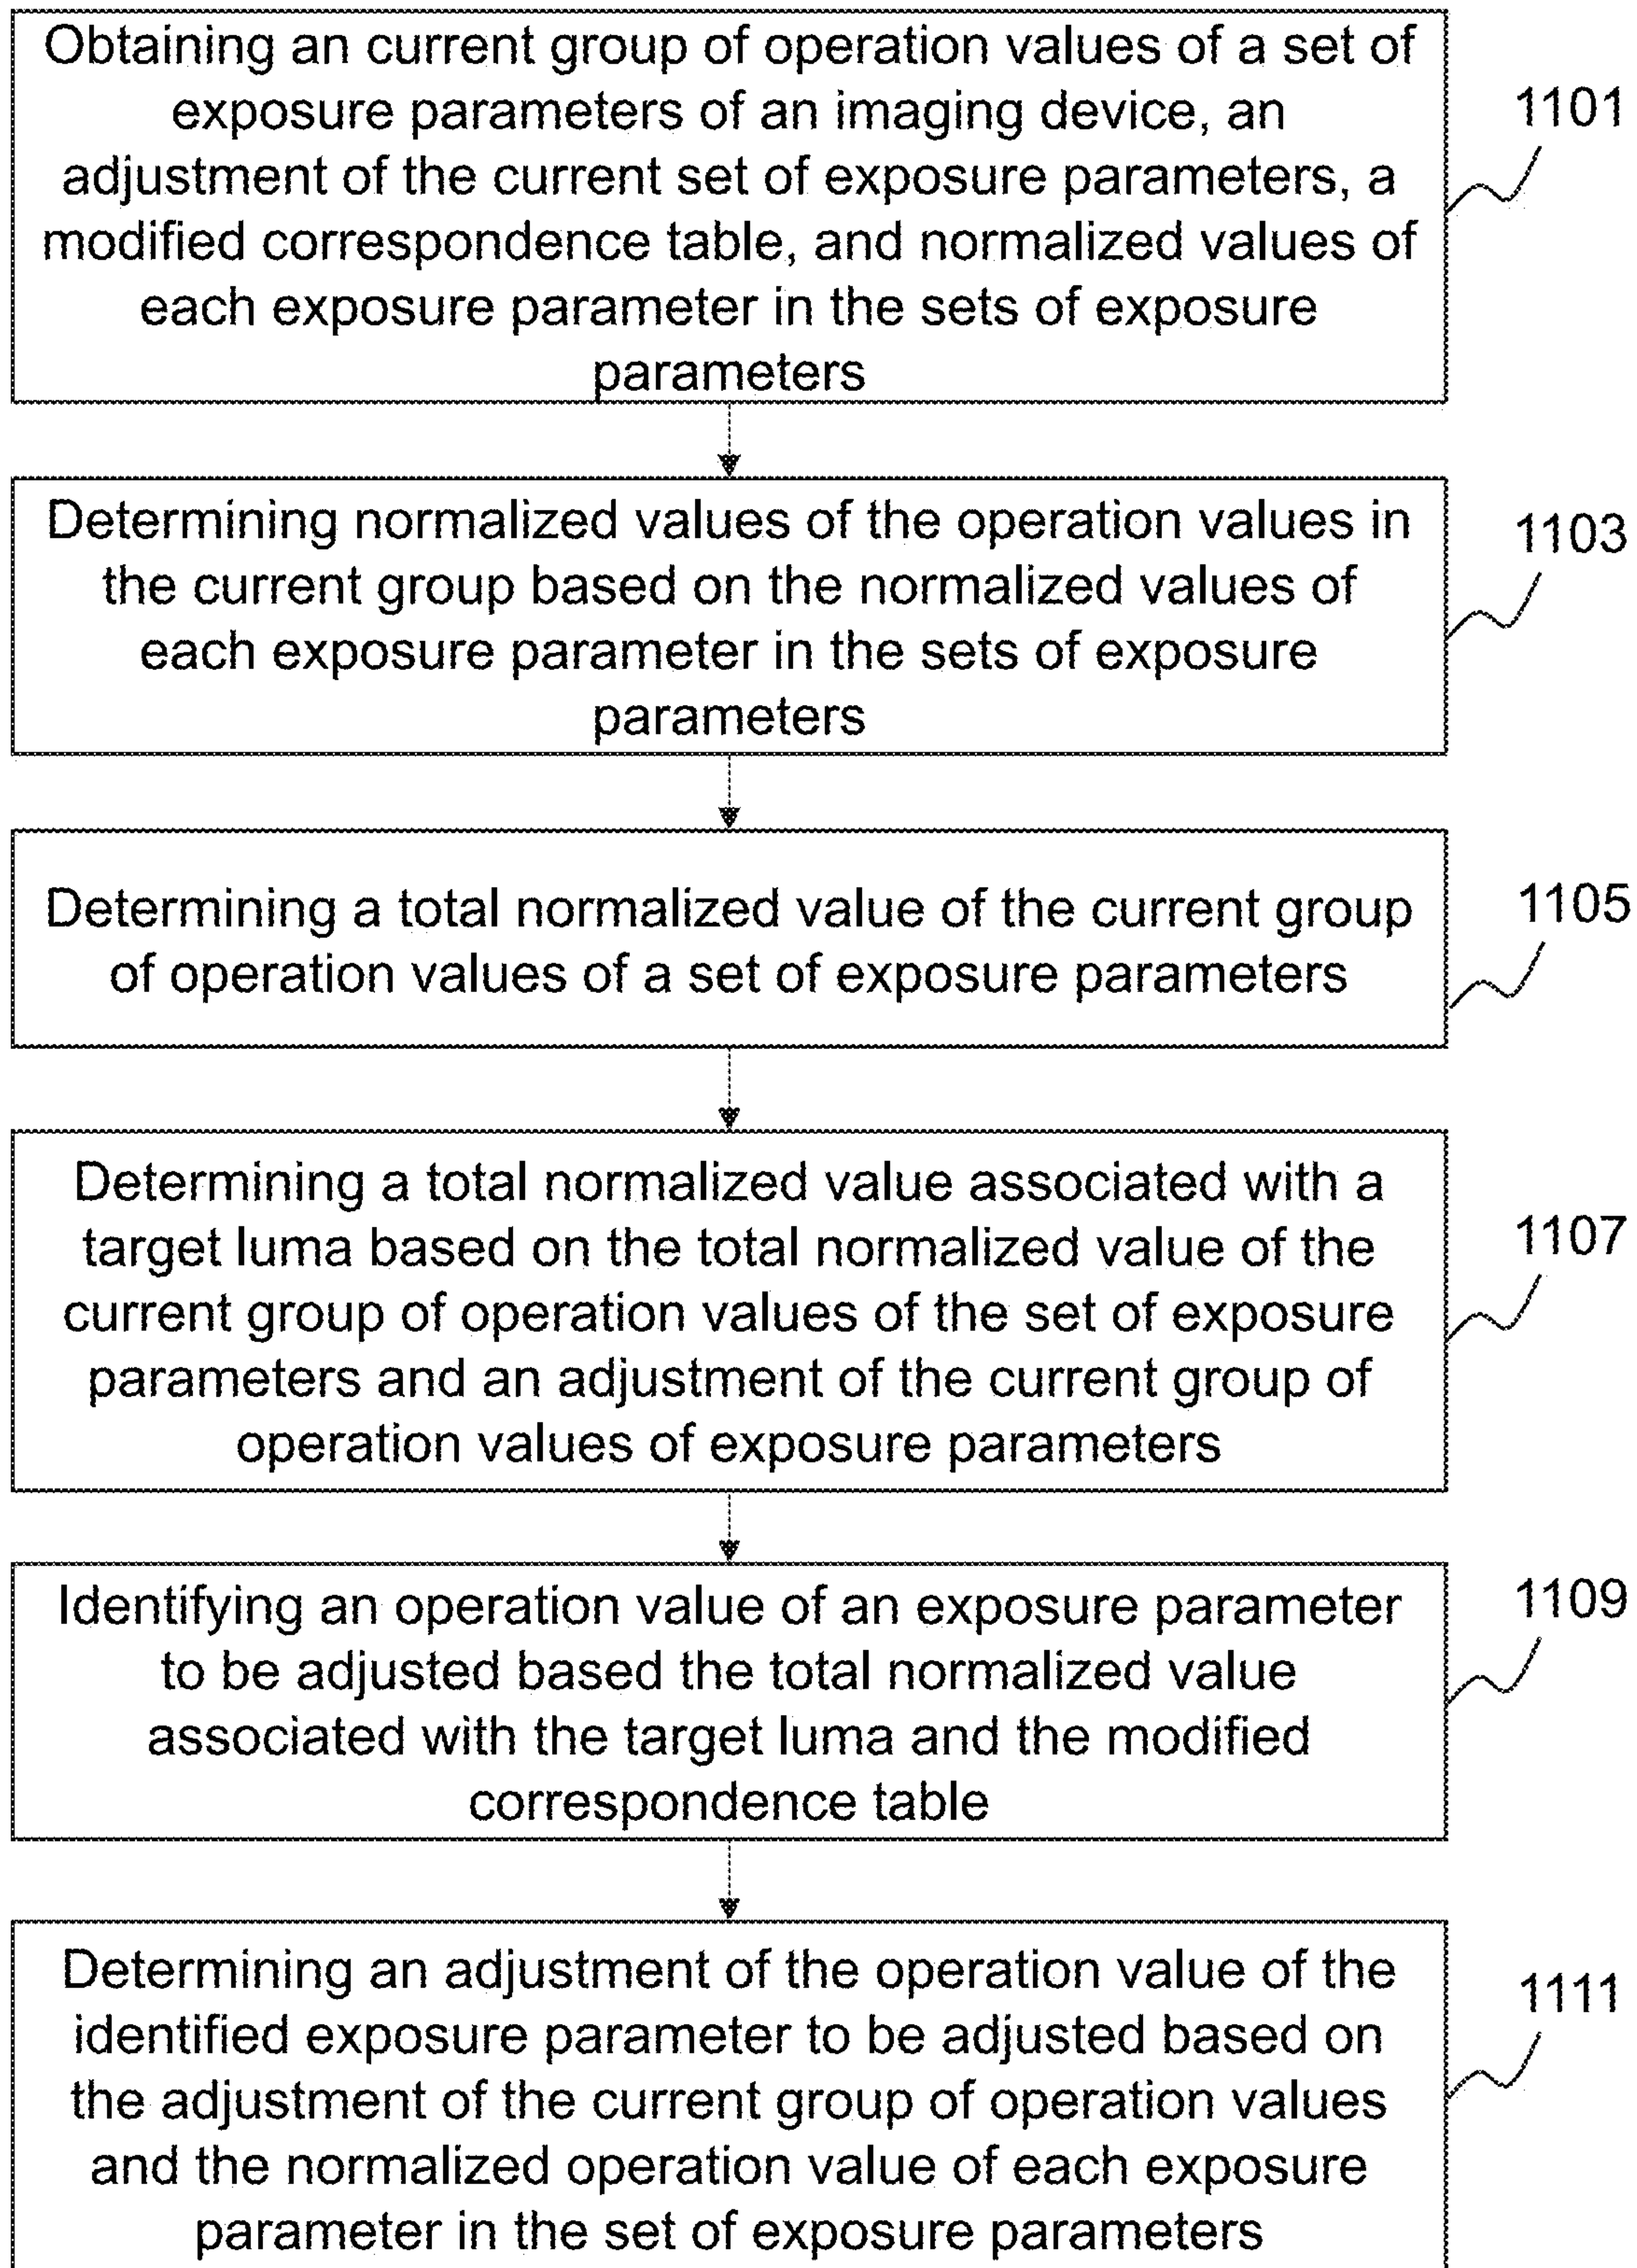 Obtaining an current group of operation values of a set of
exposure parameters of an imaging device, an
adjustment of the current set of exposure parameters, a
modified correspondence table, and normalized values of
each exposure parameter in the sets of exposure
parameters
1101
Determining normalized values of the operation values in
the current group based on the normalized values of
each exposure parameter in the sets of exposure
parameters
1103
Determining a total normalized value of the current group
of operation values of a set of exposure parameters
1105
Determining a total normalized value associated with a
target luma based on the total normalized value of the
current group of operation values of the set of exposure
parameters and an adjustment of the current group of
operation values of exposure parameters
1107
Identifying an operation value of an exposure parameter
to be adjusted based the total normalized value
associated with the target luma and the modified
correspondence table
1109
Determining an adjustment of the operation value of the
identified exposure parameter to be adjusted based on
the adjustment of the current group of operation values
and the normalized operation value of each exposure
parameter in the set of exposure parameters
1111